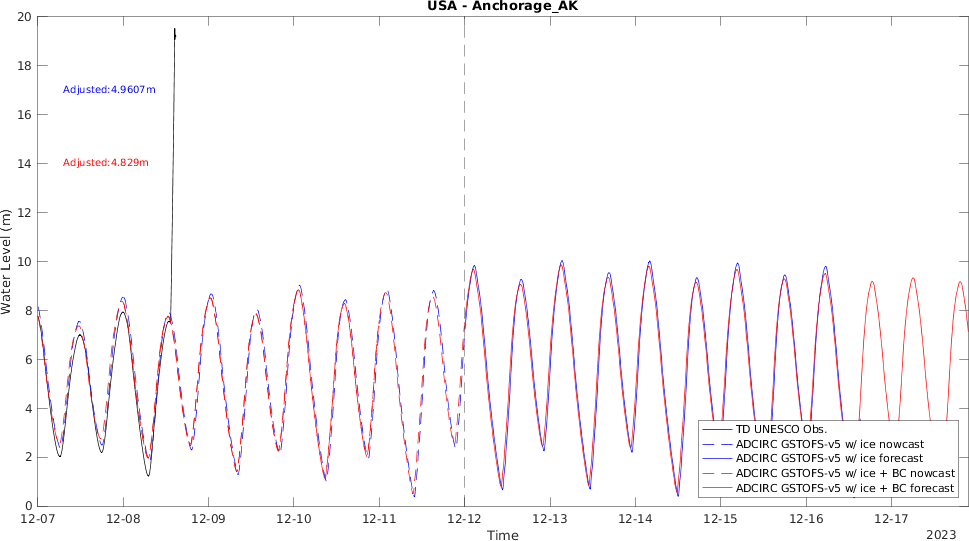 USA - Anchorage_AK
20
18
16
14
12
10
8
6
4
2
0
Water Level (m)
Adjusted:4.9607m
Adjusted:4.829m
TD UNESCO Obs.
ADCIRC GSTOFS-v5 w/ ice nowcast
ADCIRC GSTOFS-v5 w/ ice forecast
ADCIRC GSTOFS-v5 w/ ice + BC nowcast
ADCIRC GSTOFS-v5 w/ ice + BC forecast
12-07 12-08 12-09 12-10 12-11 12-12 12-13 12-14 12-15 12-16 12-17
Time
2023